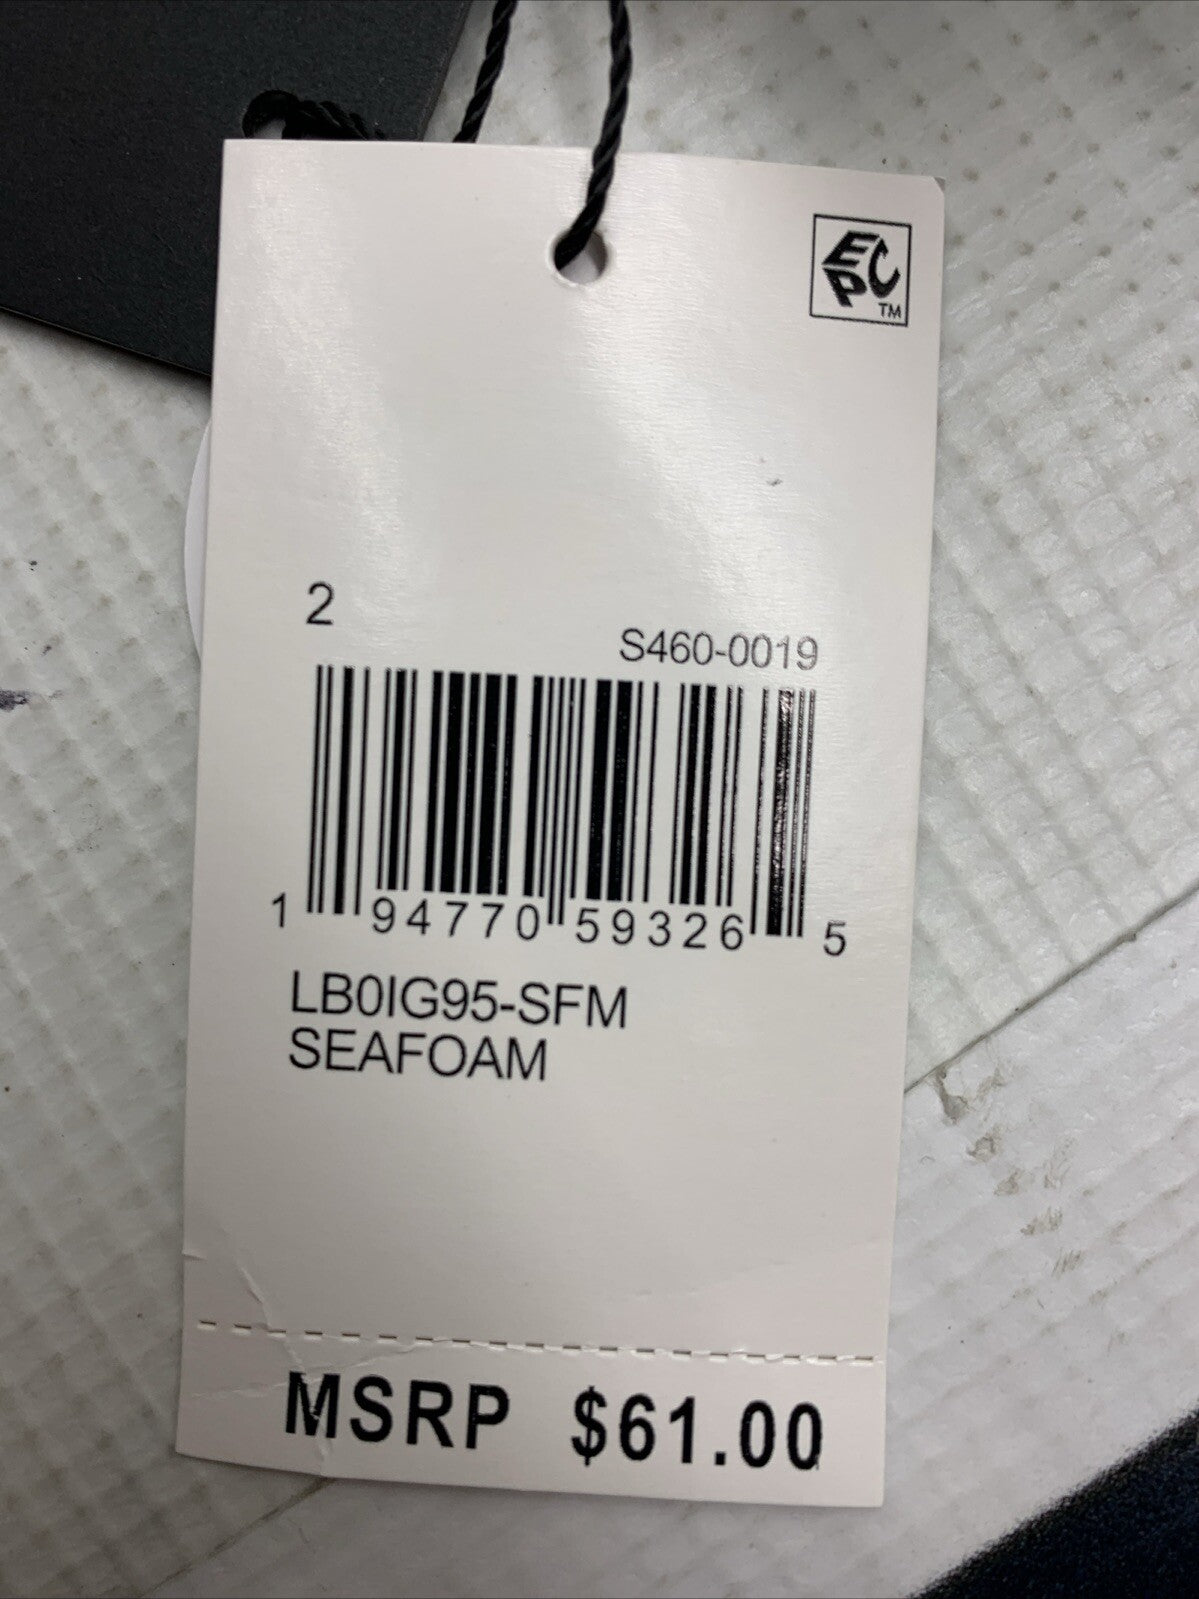 EPC
TM
2
S460-0019
1 94770 59326 5
LB0IG95-SFM
SEAFOAM
MSRP $61.00